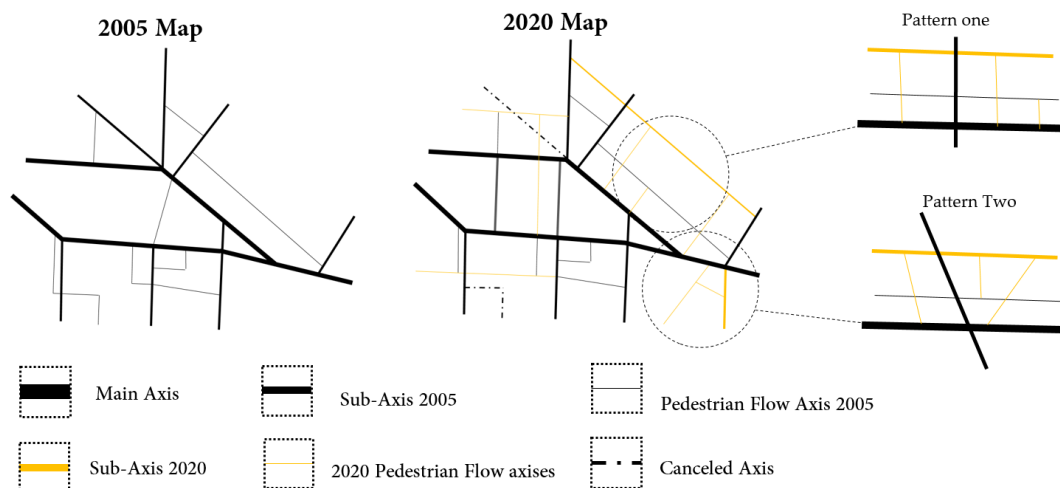 2005 Map
2020 Map
Pattern one
Pattern Two
Main Axis
Sub-Axis 2005
Pedestrian Flow Axis 2005
Sub-Axis 2020
2020 Pedestrian Flow axises
Canceled Axis